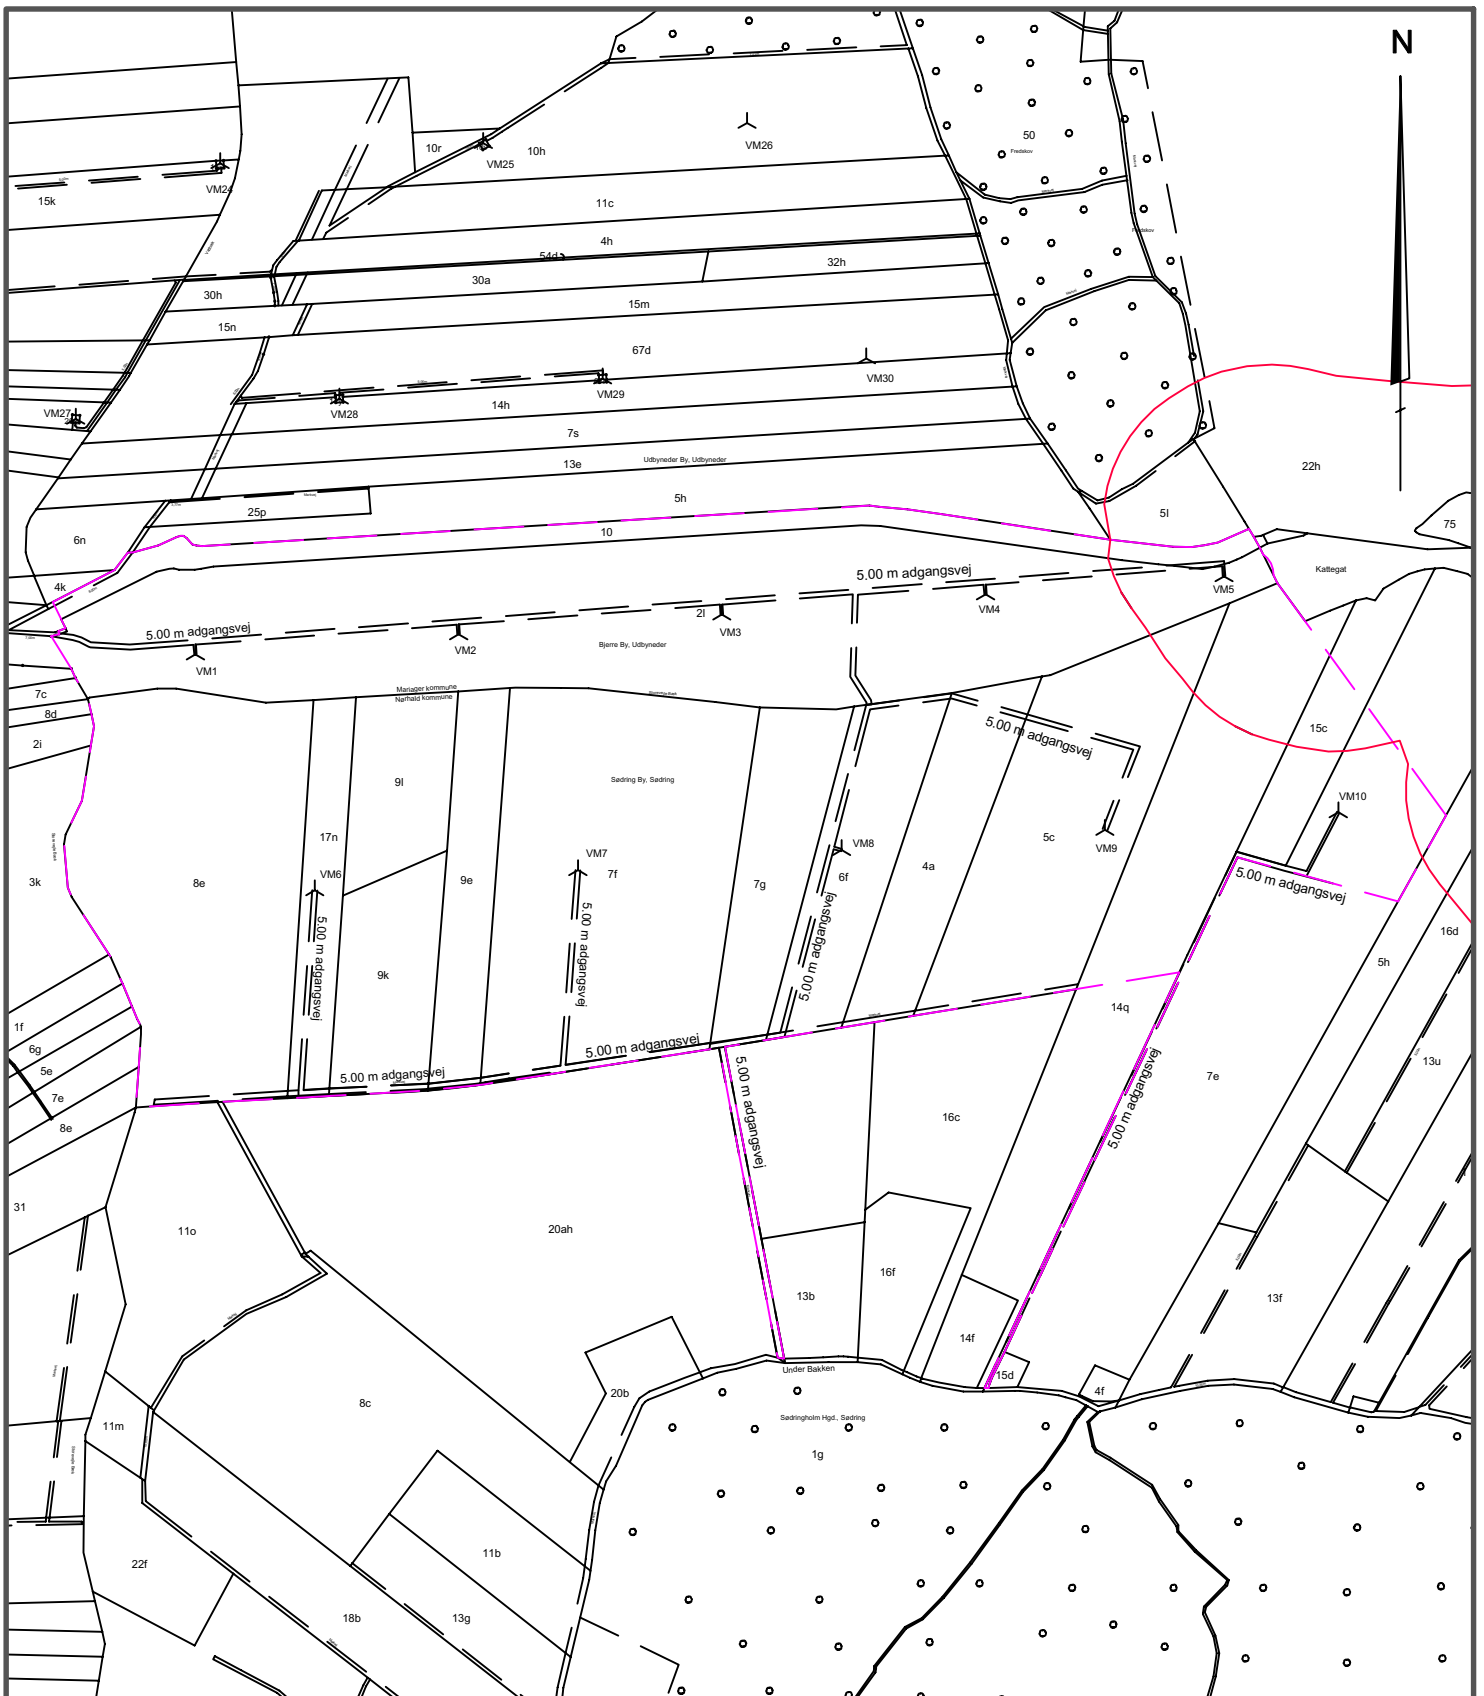 N
50
Fredskov
VM26
10r
10h
VM25
VM24
15k
11c
Fredskov
4h
54d
32h
30a
30h
15m
15n
67d
VM30
VM29
VM28
14h
VM27
7s
13e
Udbyneder By, Udbyneder
22h
5h
25p
5l
75
10
6n
Kattegat
5.00 m adgangsvej
4k
VM5
VM4
2l
VM3
5.00 m adgangsvej
VM2
Bjerre By, Udbyneder
VM1
Mariager kommune
Nørhald kommune
7c
8d
2i
5.00 m adgangsvej
15c
Sødring By, Sødring
9l
VM10
17n
5c
VM9
VM8
VM7
7f
VM6
6f
4a
3k
8e
9e
7g
5.00 m adgangsvej
5.00 m adgangsvej
5.00 m adgangsvej
5.00 m adgangsvej
16d
5h
9k
14q
1f
6g
5e
7e
8e
5.00 m adgangsvej
5.00 m adgangsvej
5.00 m adgangsvej
5.00 m adgangsvej
7e
13u
16c
31
11o
20ah
16f
13b
13f
14f
15d
Under Bakken
4f
20b
8c
Sødringholm Hgd., Sødring
11m
1g
11b
22f
18b
13g